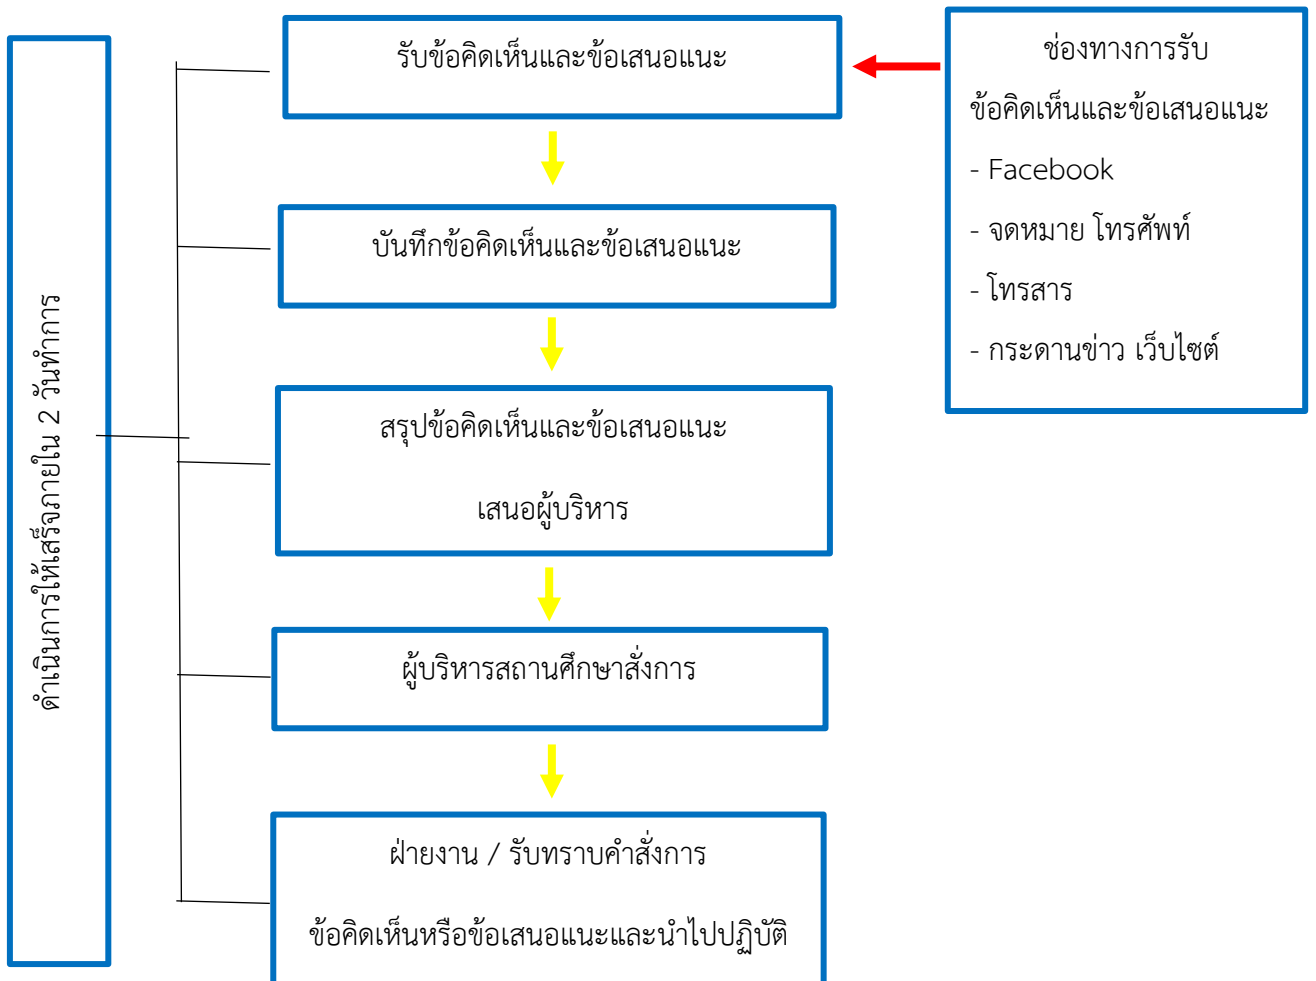 รับข้อคิดเห็นและข้อเสนอแนะ
ช่องทางการรับ
ข้อคิดเห็นและข้อเสนอแนะ
- Facebook
- จดหมาย โทรศัพท์
- โทรสาร
- กระดานข่าว เว็บไซต์
บันทึกข้อคิดเห็นและข้อเสนอแนะ
สรุปข้อคิดเห็นและข้อเสนอแนะ
เสนอผู้บริหาร
ผู้บริหารสถานศึกษาสั่งการ
ฝ่ายงาน / รับทราบคำสั่งการ
ข้อคิดเห็นหรือข้อเสนอแนะและนำไปปฏิบัติ
ดำเนินการให้เสร็จภายใน 2 วันทำการ